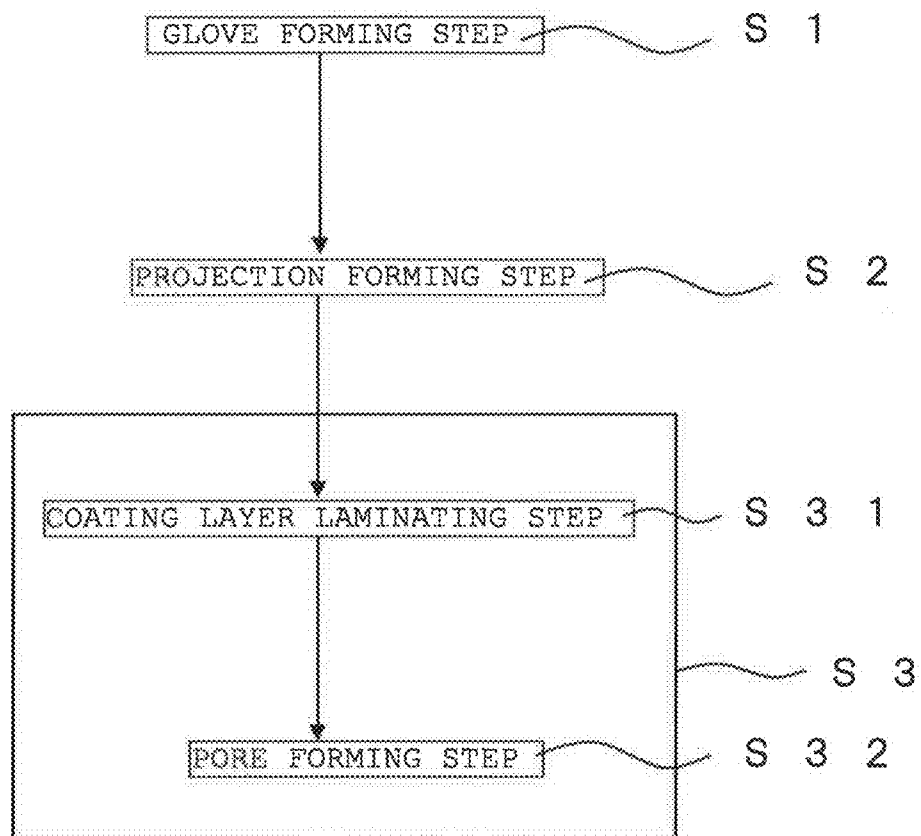 GLOVE FORMING STEP S 1
PROJECTION FORMING STEP S 2
COATING LAYER LAMINATING STEP S 3 1
S 3
PORE FORMING STEP S 3 2